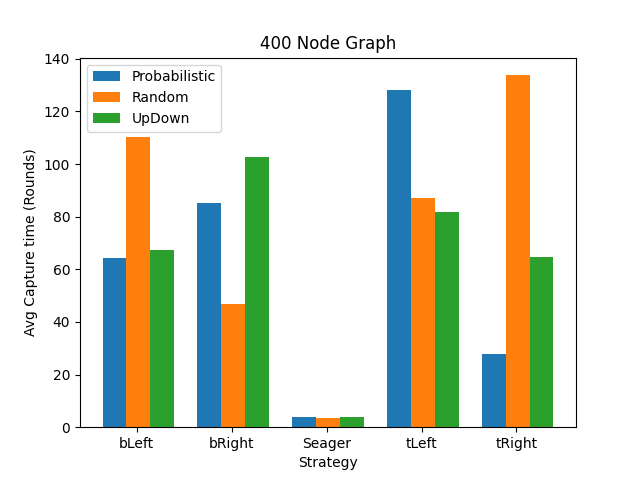 400 Node Graph
Probabilistic
Random
UpDown
Avg Capture time (Rounds)
140
120
100
80
60
40
20
0
bLeft bRight Seager tLeft tRight
Strategy